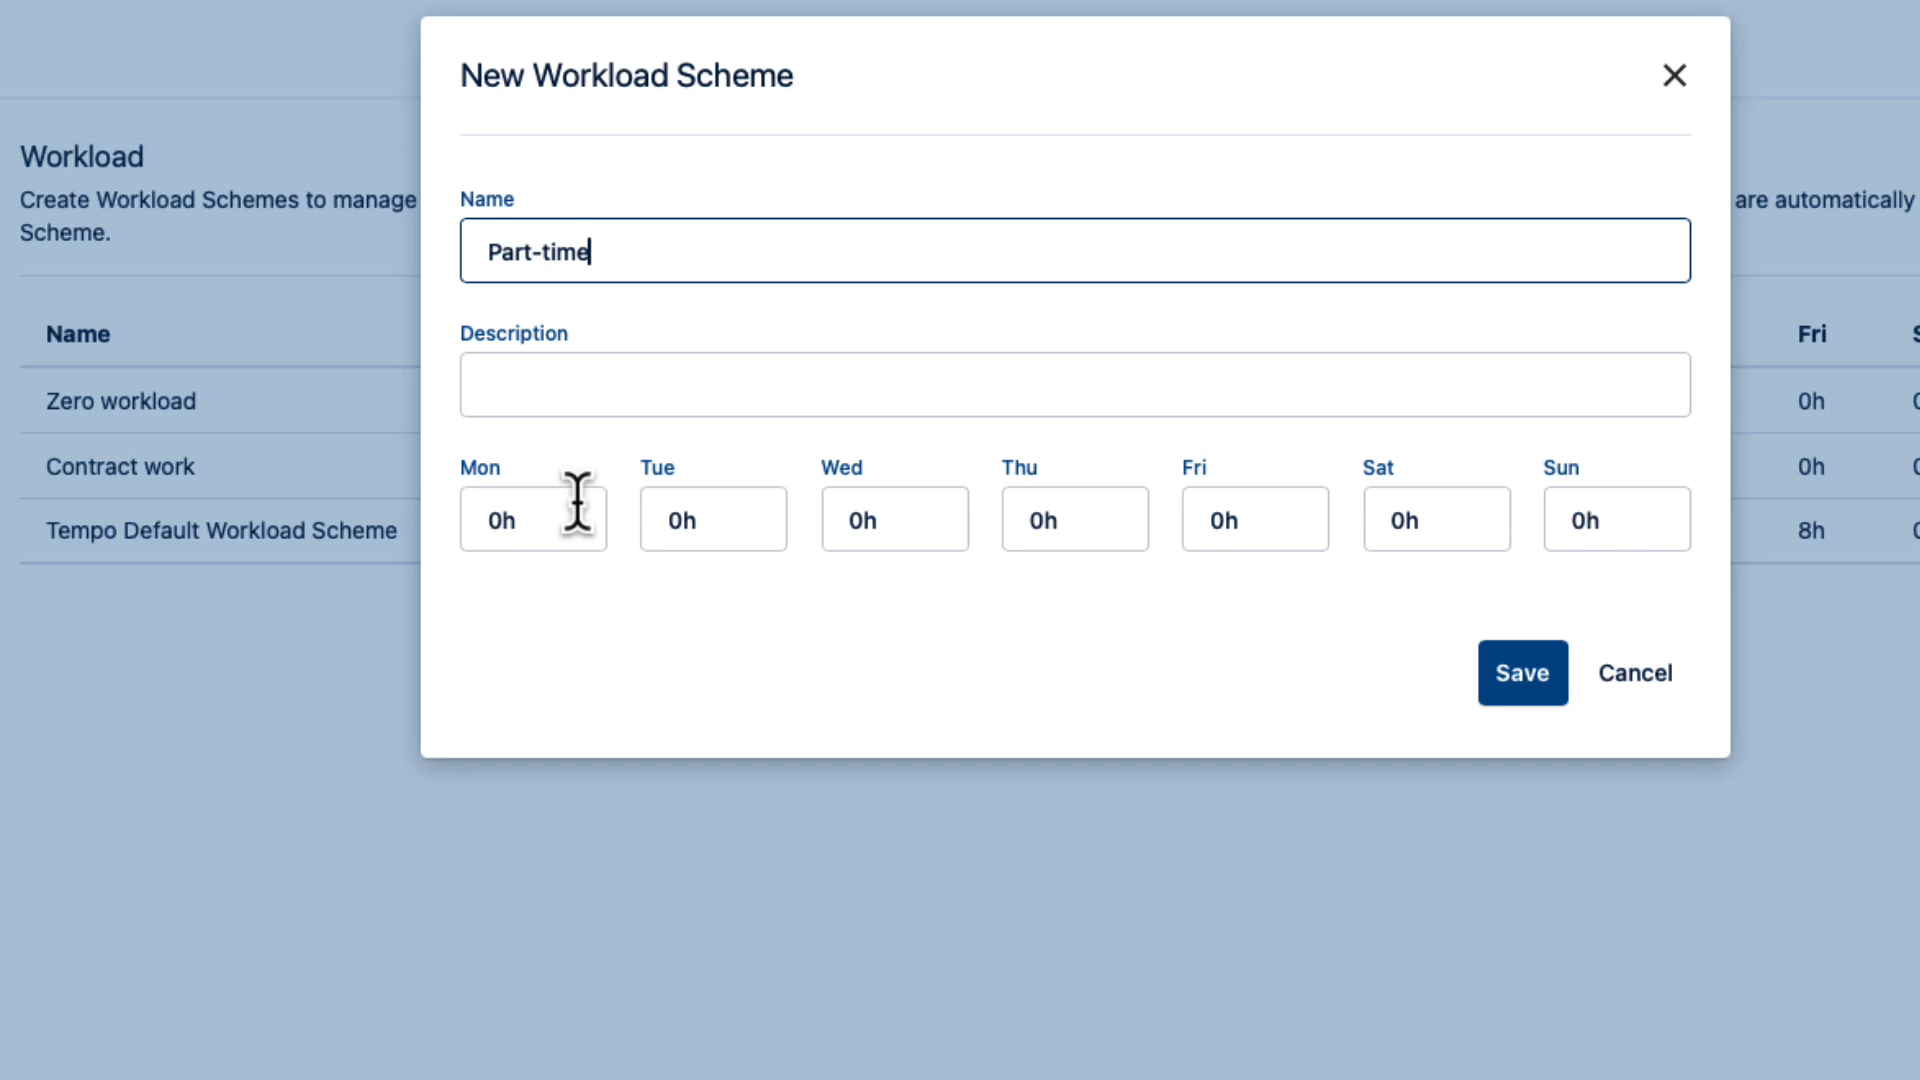 New Workload Scheme
Workload
Create Workload Schemes to manage
are automatically
Scheme.
Name
Part-time
Description
Name
Fri
Zero workload
0h
Contract work
0h
Tempo Default Workload Scheme
8h
Mon Tue Wed Thu Fri Sat Sun
0h 0h 0h 0h 0h 0h 0h
Save Cancel